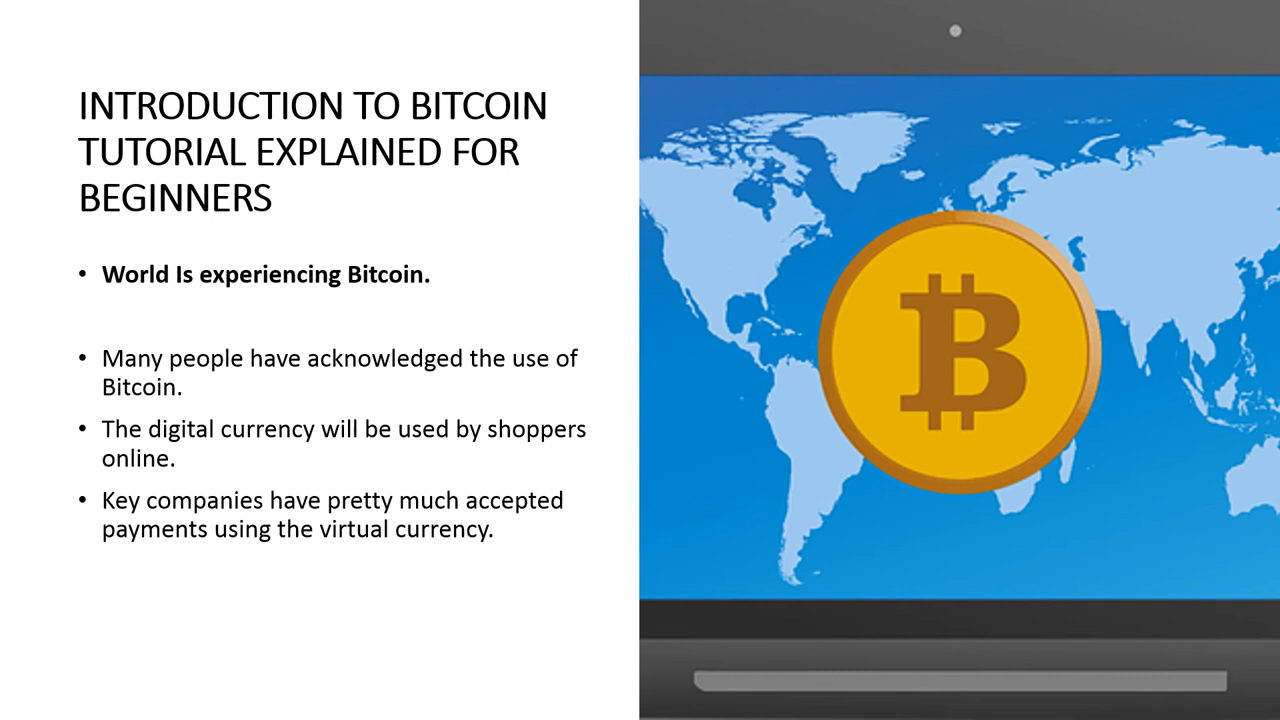 INTRODUCTION TO BITCOIN
TUTORIAL EXPLAINED FOR
BEGINNERS
• World Is experiencing Bitcoin.
• Many people have acknowledged the use of
Bitcoin.
• The digital currency will be used by shoppers
online.
• Key companies have pretty much accepted
payments using the virtual currency.